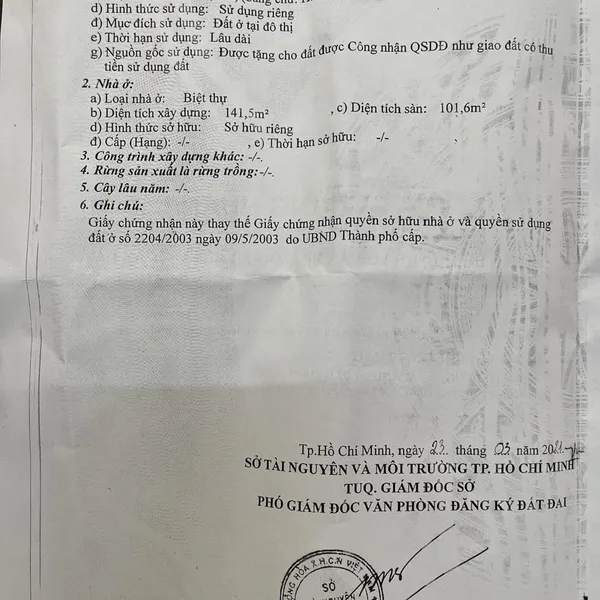 d) Hình thức sử dụng: Sử dụng riêng
đ) Mục đích sử dụng: Đất ở tại đô thị
e) Thời hạn sử dụng: Lâu dài
g) Nguồn gốc sử dụng: Được tặng cho đất được Công nhận QSDĐ như giao đất có thu
tiền sử dụng đất
2. Nhà ở:
a) Loại nhà ở: Biệt thự
b) Diện tích xây dựng: 141,5m² , c) Diện tích sàn: 101,6m²
d) Hình thức sở hữu: Sở hữu riêng
đ) Cấp (Hạng): -/- , e) Thời hạn sở hữu: -/-
3. Công trình xây dựng khác: -/-.
4. Rừng sản xuất là rừng trồng:-/-.
5. Cây lâu năm: -/-.
6. Ghi chú:
Giấy chứng nhận này thay thế Giấy chứng nhận quyền sở hữu nhà ở và quyền sử dụng
đất ở số 2204/2003 ngày 09/5/2003 do UBND Thành phố cấp.
Tp.Hồ Chí Minh, ngày 23. tháng 03 năm 2021
SỞ TÀI NGUYÊN VÀ MÔI TRƯỜNG TP. HỒ CHÍ MINH
TUQ. GIÁM ĐỐC SỞ
PHÓ GIÁM ĐỐC VĂN PHÒNG ĐĂNG KÝ ĐẤT ĐAI
HÒA X.H.C.N VIỆT
SỞ